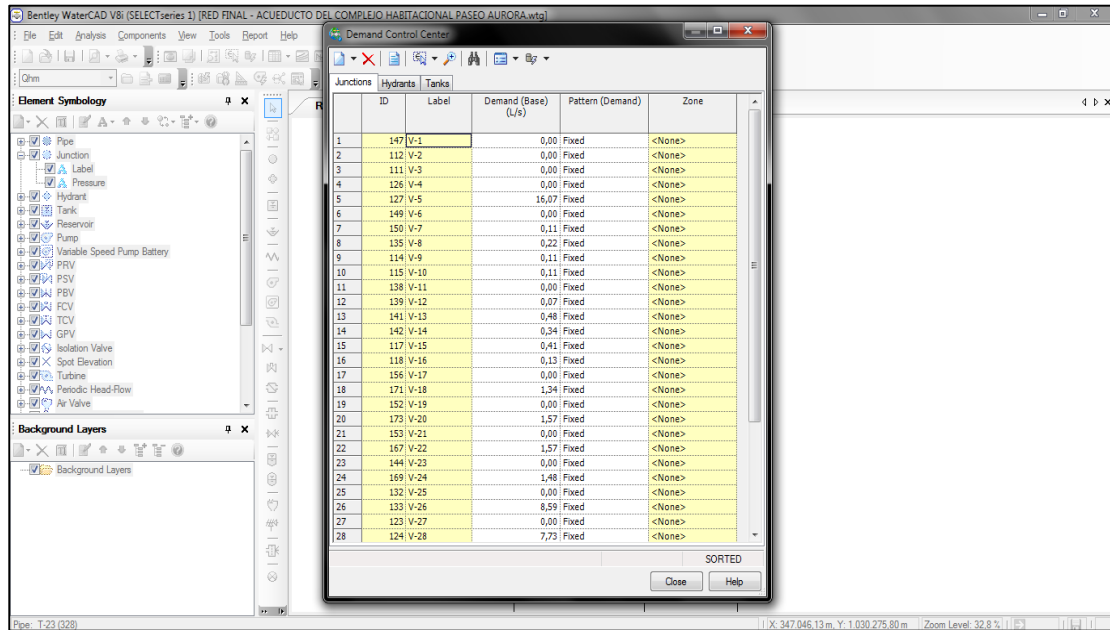 Bentley WaterCAD V8i (SELECTseries 1) [RED FINAL - ACUEDUCTO DEL COMPLEJO HABITACIONAL PASEO AURORA.wtg]
File Edit Analysis Components View Tools Report Help
Qhm
Element Symbology
Pipe
Junction
Label
Pressure
Hydrant
Tank
Reservoir
Pump
Variable Speed Pump Battery
PRV
PSV
PBV
FCV
TCV
GPV
Isolation Valve
Spot Elevation
Turbine
Periodic Head-Flow
Air Valve
Background Layers
Background Layers
R
Demand Control Center
Junctions Hydrants Tanks
ID Label Demand (Base) (L/s) Pattern (Demand) Zone
1 147 V-1 0,00 Fixed <None>
2 112 V-2 0,00 Fixed <None>
3 111 V-3 0,00 Fixed <None>
4 126 V-4 0,00 Fixed <None>
5 127 V-5 16,07 Fixed <None>
6 149 V-6 0,00 Fixed <None>
7 150 V-7 0,11 Fixed <None>
8 135 V-8 0,22 Fixed <None>
9 114 V-9 0,11 Fixed <None>
10 115 V-10 0,11 Fixed <None>
11 138 V-11 0,00 Fixed <None>
12 139 V-12 0,07 Fixed <None>
13 141 V-13 0,48 Fixed <None>
14 142 V-14 0,34 Fixed <None>
15 117 V-15 0,41 Fixed <None>
16 118 V-16 0,13 Fixed <None>
17 156 V-17 0,00 Fixed <None>
18 171 V-18 1,34 Fixed <None>
19 152 V-19 0,00 Fixed <None>
20 173 V-20 1,57 Fixed <None>
21 153 V-21 0,00 Fixed <None>
22 167 V-22 1,57 Fixed <None>
23 144 V-23 0,00 Fixed <None>
24 169 V-24 1,48 Fixed <None>
25 132 V-25 0,00 Fixed <None>
26 133 V-26 8,59 Fixed <None>
27 123 V-27 0,00 Fixed <None>
28 124 V-28 7,73 Fixed <None>
SORTED
Close Help
Pipe: T-23 (328)
X: 347.046,13 m, Y: 1.030.275,80 m Zoom Level: 32,8 %